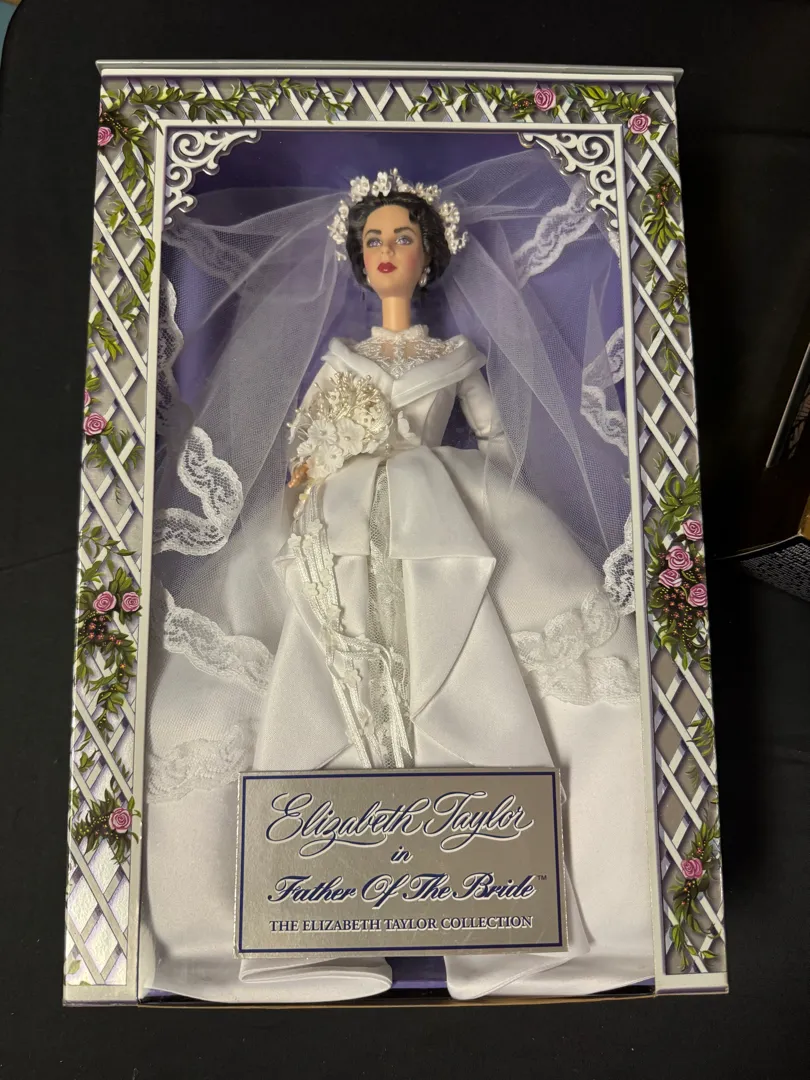 Elizabeth Taylor
in
Father Of The Bride™
THE ELIZABETH TAYLOR COLLECTION